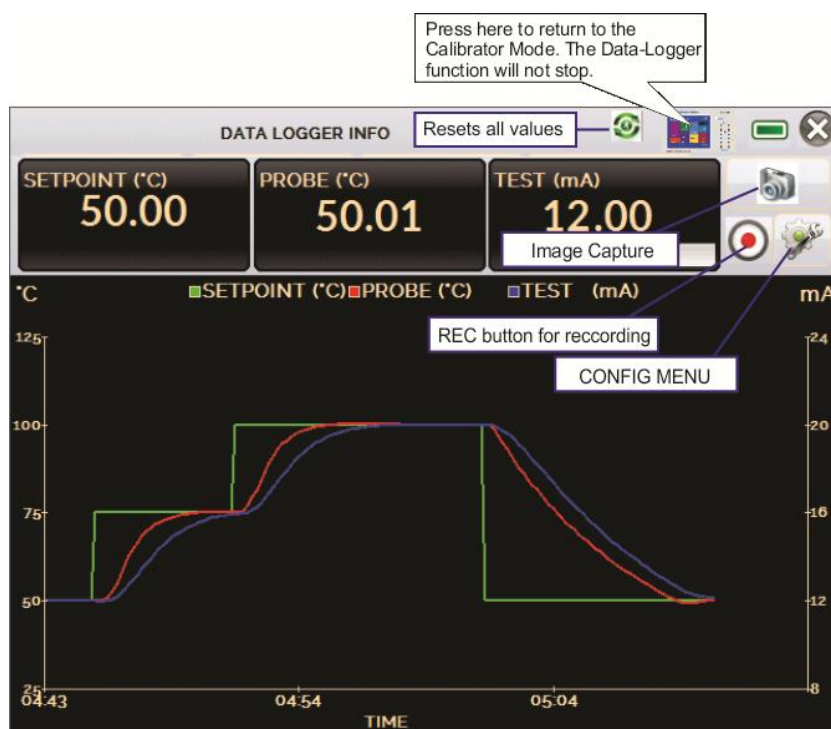 Press here to return to the
Calibrator Mode. The Data-Logger
function will not stop.
DATA LOGGER INFO
Resets all values
SETPOINT (°C)
50.00
PROBE (°C)
50.01
TEST (mA)
12.00
Image Capture
°C
SETPOINT (°C) PROBE (°C) TEST (mA)
mA
REC button for reccording
CONFIG MENU
125
24
100
20
75
16
50
12
25
8
04:43
04:54
05:04
TIME